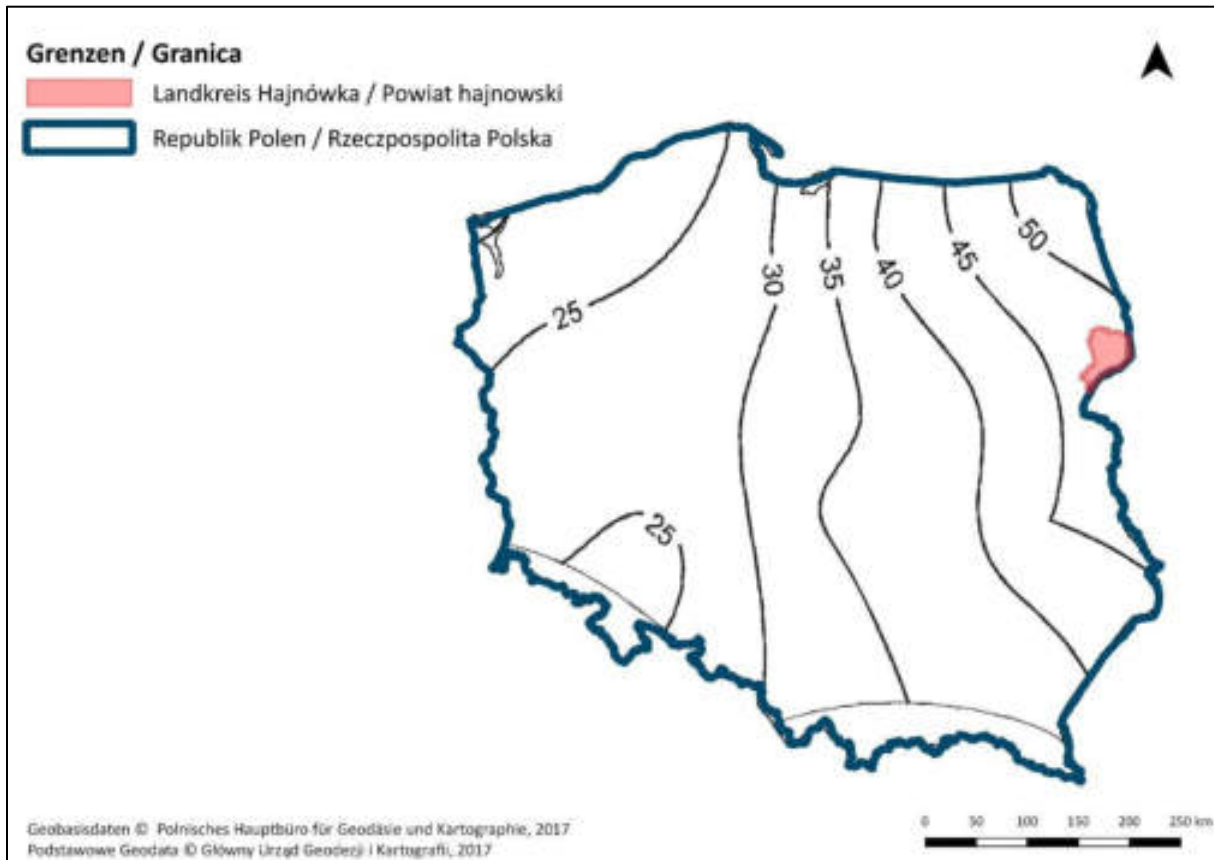 Grenzen / Granica
Landkreis Hajnówka / Powiat hajnowski
Republik Polen / Rzeczpospolita Polska
25
30
35
40
45
50
25
Geobasisdaten © Polnisches Hauptbüro für Geodäsie und Kartographie, 2017
Podstawowe Geodata © Główny Urząd Geodezji i Kartografii, 2017
0 50 100 150 200 250 km